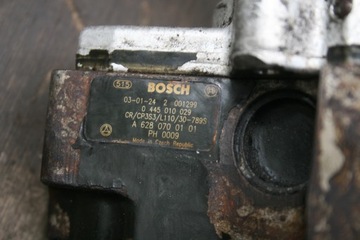 515 BOSCH
03-01-24 2 001299
0 445 010 029
CR/CP3S3/L110/30-789S
A 628 070 01 01
PH 0009
Made in Czech Republic